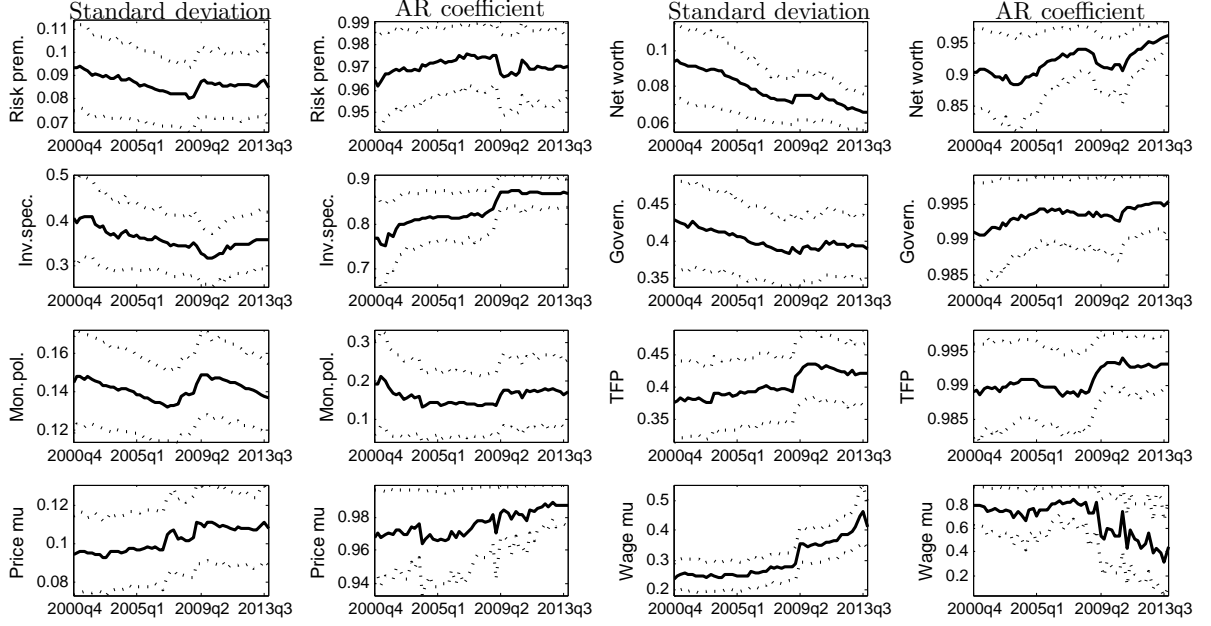 Standard deviation AR coefficient Standard deviation AR coefficient
Risk prem.
0.11
0.1
0.09
0.08
0.07
2000q4 2005q1 2009q2 2013q3
Risk prem.
0.99
0.98
0.97
0.96
0.95
2000q4 2005q1 2009q2 2013q3
Net worth
0.1
0.08
0.06
2000q4 2005q1 2009q2 2013q3
Net worth
0.95
0.9
0.85
2000q4 2005q1 2009q2 2013q3
Inv.spec.
0.5
0.4
0.3
2000q4 2005q1 2009q2 2013q3
Inv.spec.
0.9
0.8
0.7
2000q4 2005q1 2009q2 2013q3
Govern.
0.45
0.4
0.35
2000q4 2005q1 2009q2 2013q3
Govern.
0.995
0.99
0.985
2000q4 2005q1 2009q2 2013q3
Mon.pol.
0.16
0.14
0.12
2000q4 2005q1 2009q2 2013q3
Mon.pol.
0.3
0.2
0.1
2000q4 2005q1 2009q2 2013q3
TFP
0.45
0.4
0.35
2000q4 2005q1 2009q2 2013q3
TFP
0.995
0.99
0.985
2000q4 2005q1 2009q2 2013q3
Price mu
0.12
0.1
0.08
2000q4 2005q1 2009q2 2013q3
Price mu
0.98
0.96
0.94
2000q4 2005q1 2009q2 2013q3
Wage mu
0.5
0.4
0.3
0.2
2000q4 2005q1 2009q2 2013q3
Wage mu
0.8
0.6
0.4
0.2
2000q4 2005q1 2009q2 2013q3